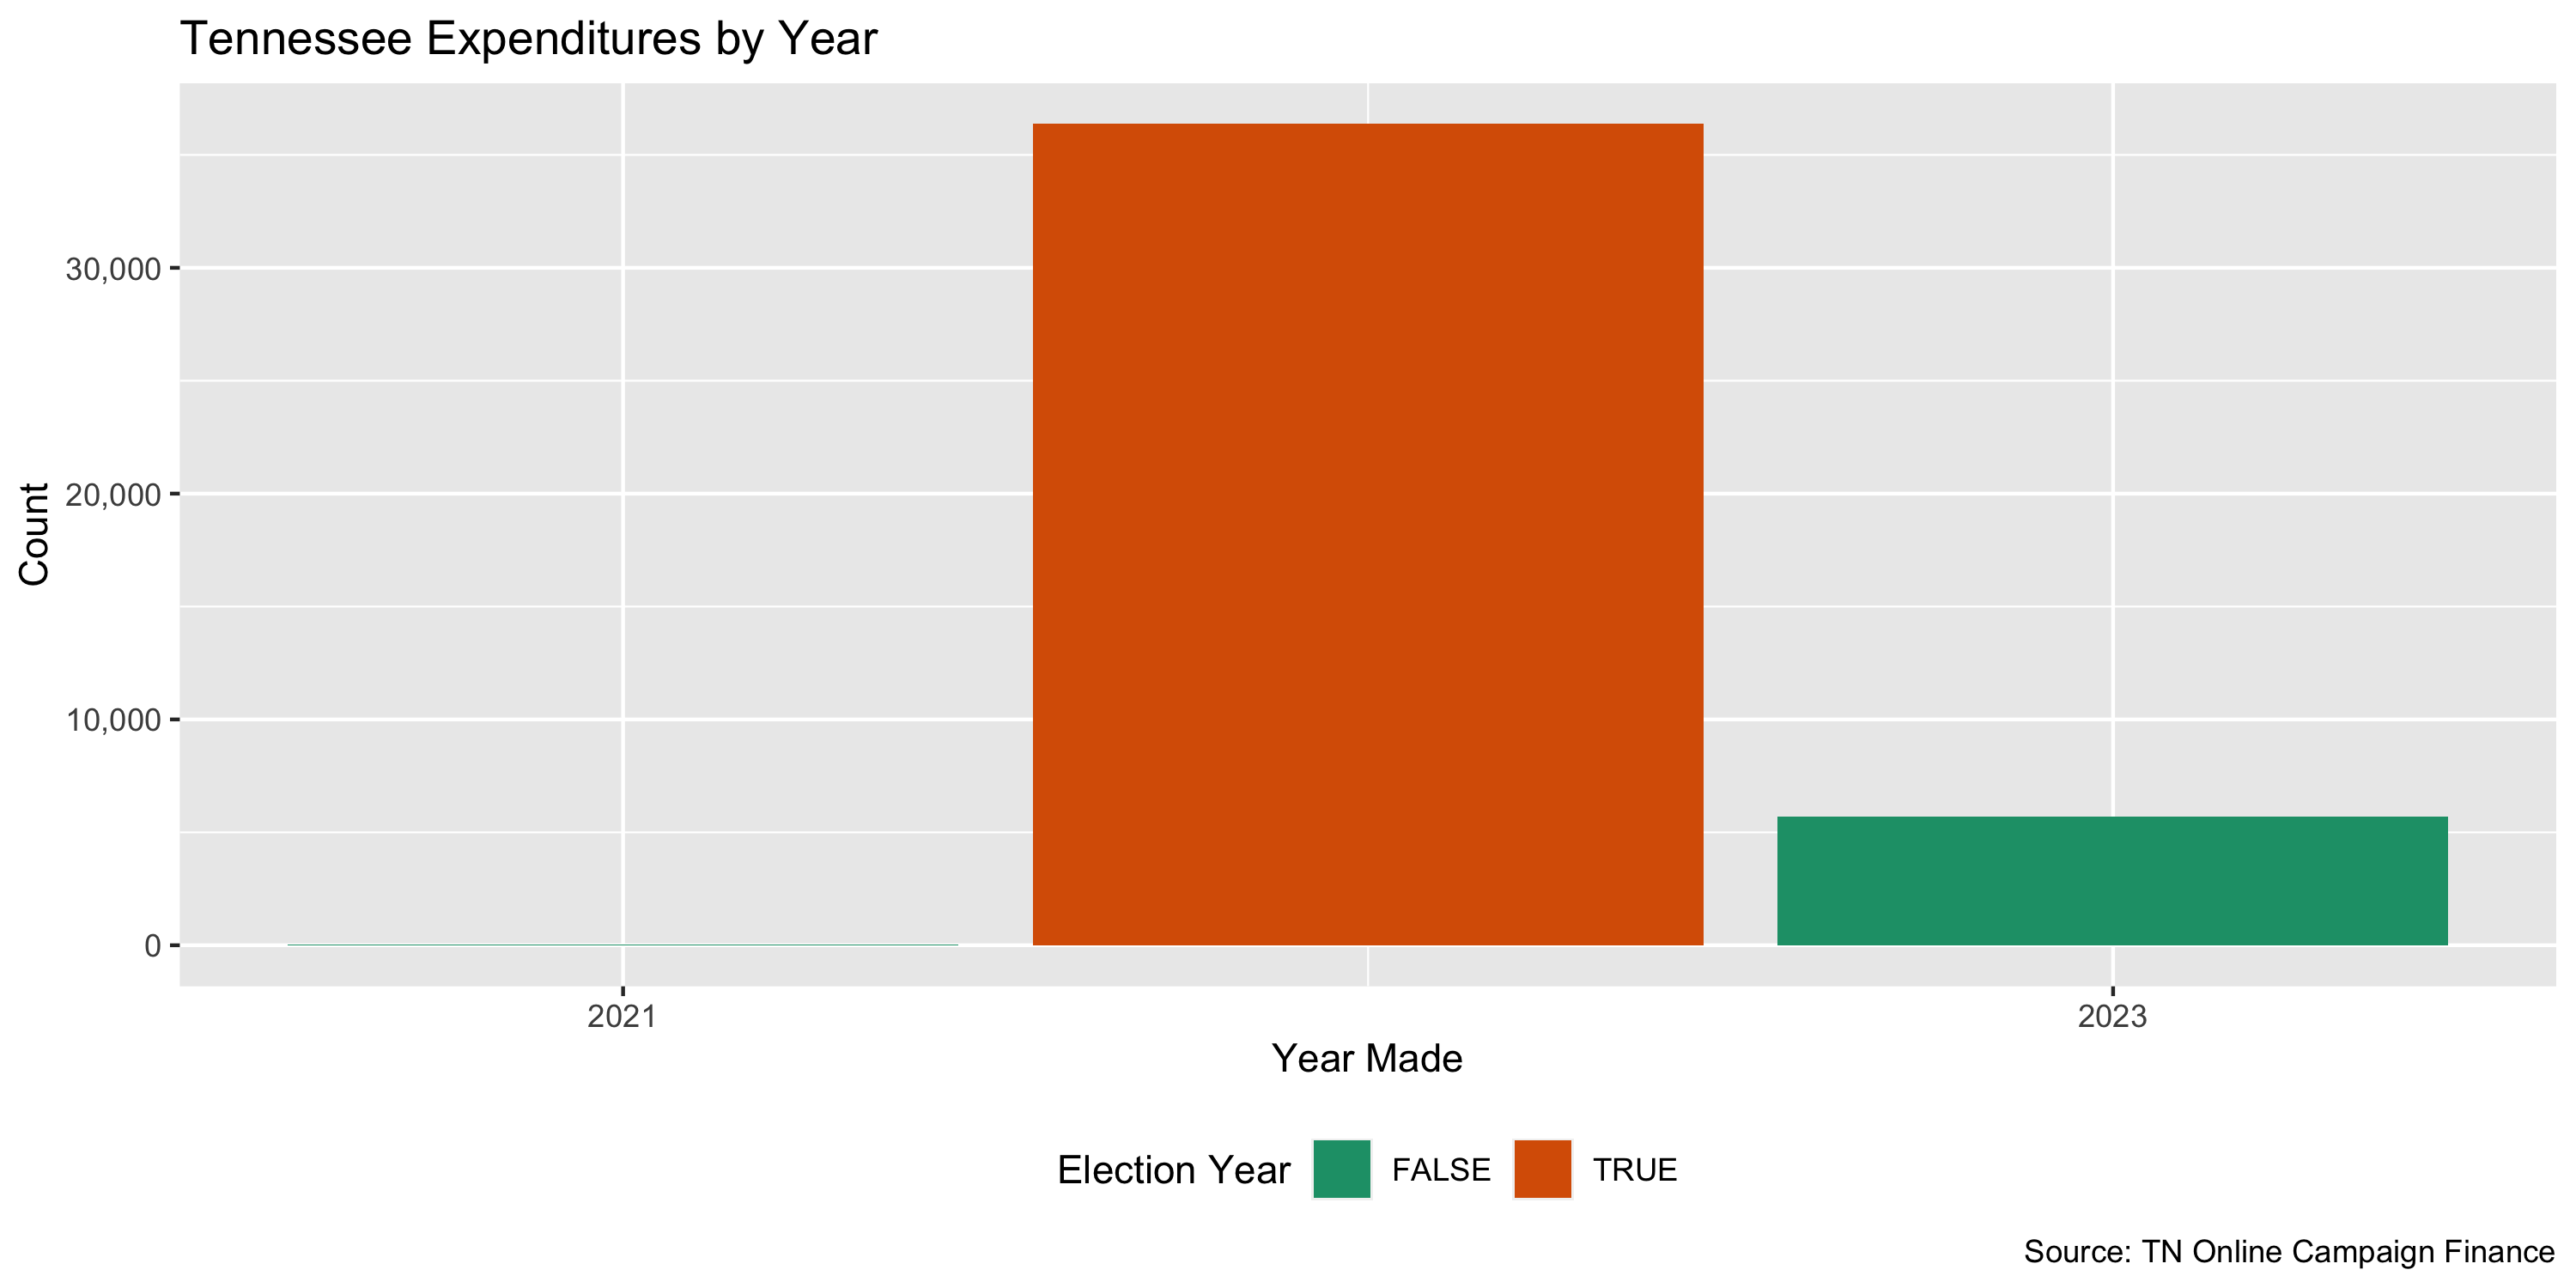 Tennessee Expenditures by Year
Count
30,000
20,000
10,000
0
2021
2023
Year Made
Election Year FALSE TRUE
Source: TN Online Campaign Finance